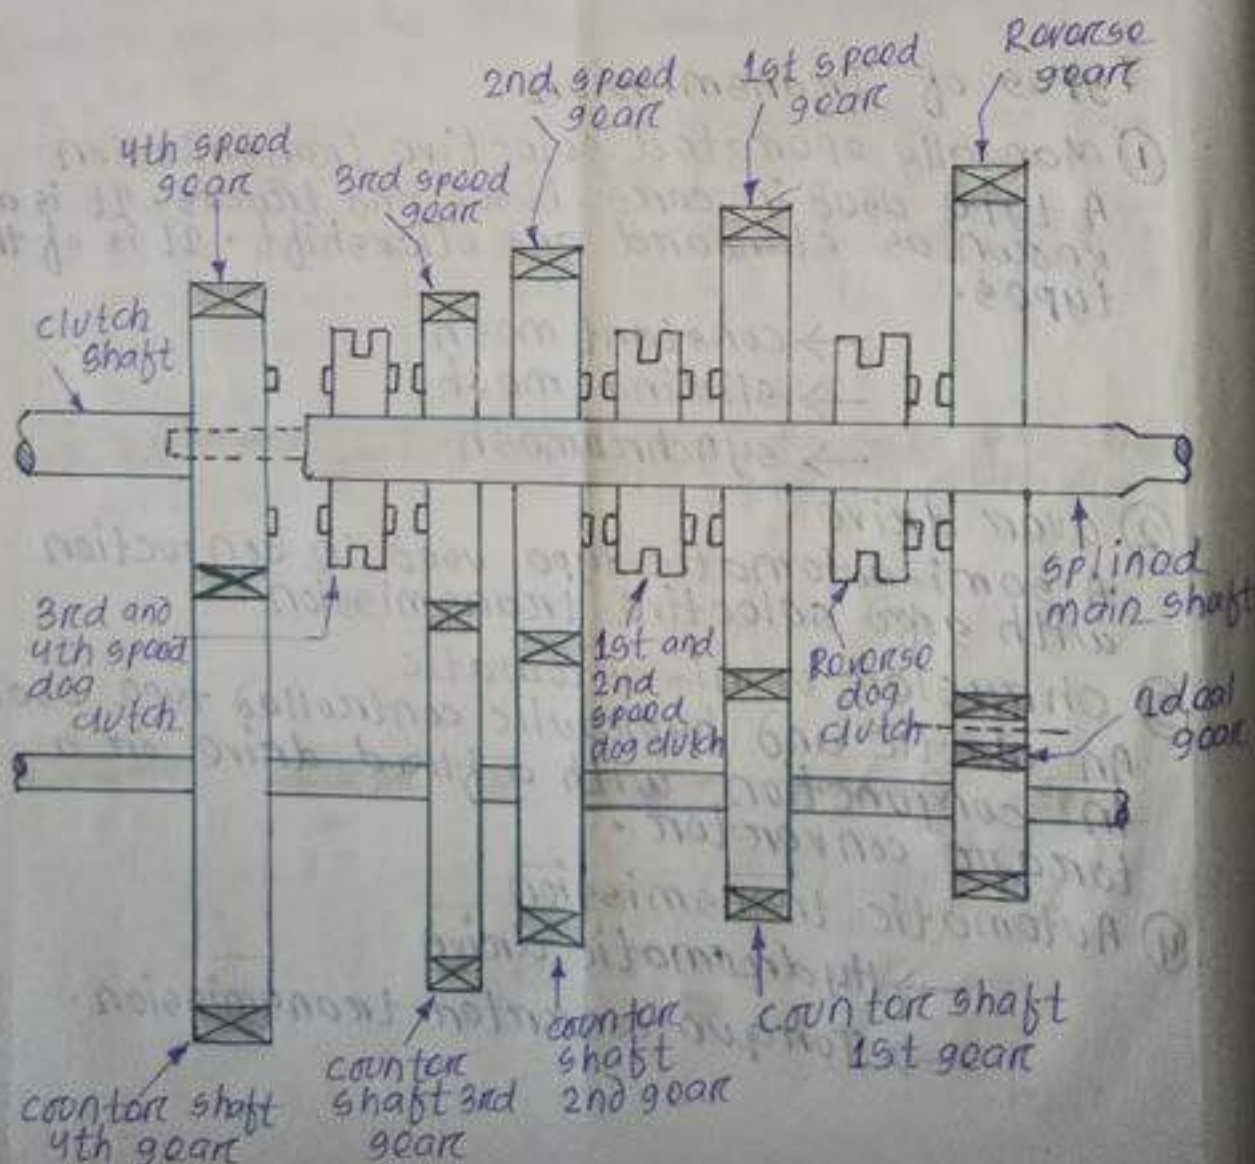 Reverse
gear
1st speed
gear
2nd speed
gear
3rd speed
gear
4th speed
gear
clutch
shaft
splined
main shaft
3rd and
4th speed
dog
clutch
1st and
2nd
speed
dog clutch
Reverse
dog
clutch
Ideal
gear
counter shaft
4th gear
counter
shaft 3rd
gear
counter
shaft
2nd gear
counter shaft
1st gear